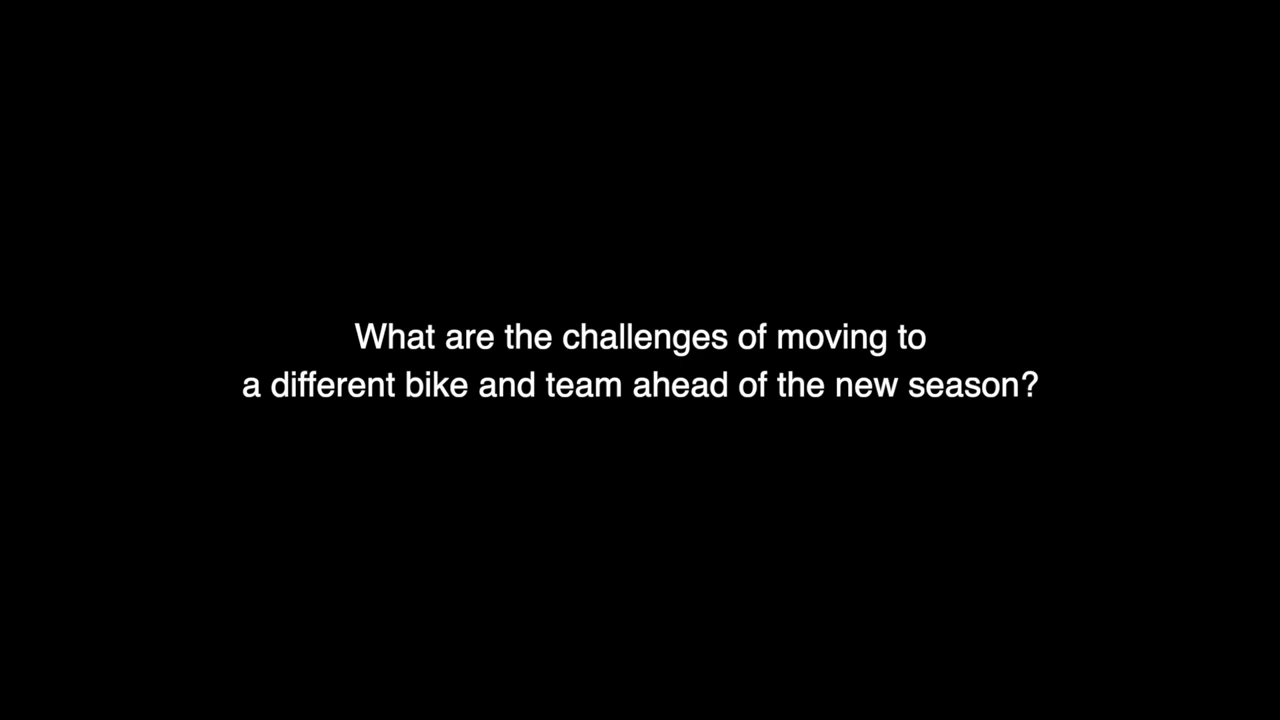 What are the challenges of moving to
a different bike and team ahead of the new season?